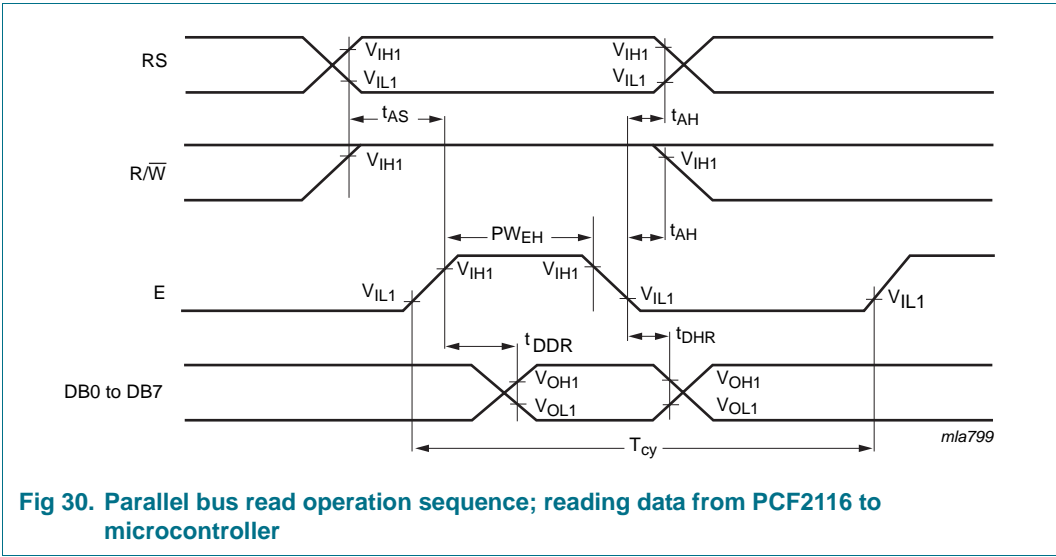 RS
VIH1
VIL1
VIH1
VIL1
tAS
tAH
R/W̅
VIH1
VIH1
PWEH
tAH
E
VIL1
VIH1
VIH1
VIL1
VIL1
tDDR
tDHR
DB0 to DB7
VOH1
VOL1
VOH1
VOL1
Tcy
mla799
Fig 30. Parallel bus read operation sequence; reading data from PCF2116 to
microcontroller